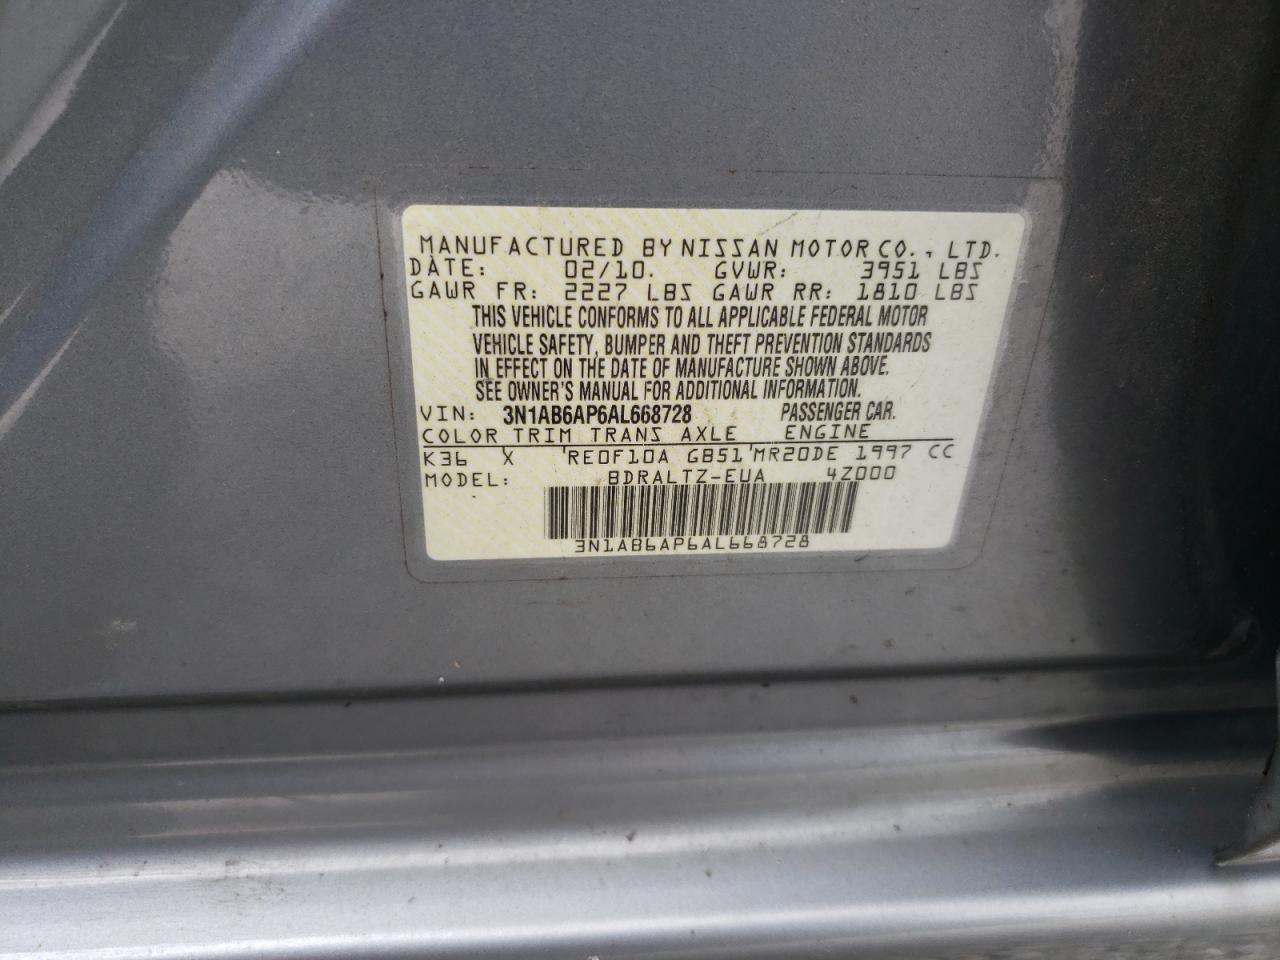 MANUFACTURED BY NISSAN MOTOR CO., LTD.
DATE: 02/10. GVWR: 3951 LBS
GAWR FR: 2227 LBS GAWR RR: 1810 LBS
THIS VEHICLE CONFORMS TO ALL APPLICABLE FEDERAL MOTOR
VEHICLE SAFETY, BUMPER AND THEFT PREVENTION STANDARDS
IN EFFECT ON THE DATE OF MANUFACTURE SHOWN ABOVE.
SEE OWNER'S MANUAL FOR ADDITIONAL INFORMATION.
VIN: 3N1AB6AP6AL668728 PASSENGER CAR.
COLOR TRIM TRANS AXLE ENGINE
K36 X RE0F10A GB51 MR20DE 1997 CC
MODEL: BDRALTZ-EUA 4Z000
3N1AB6AP6AL668728